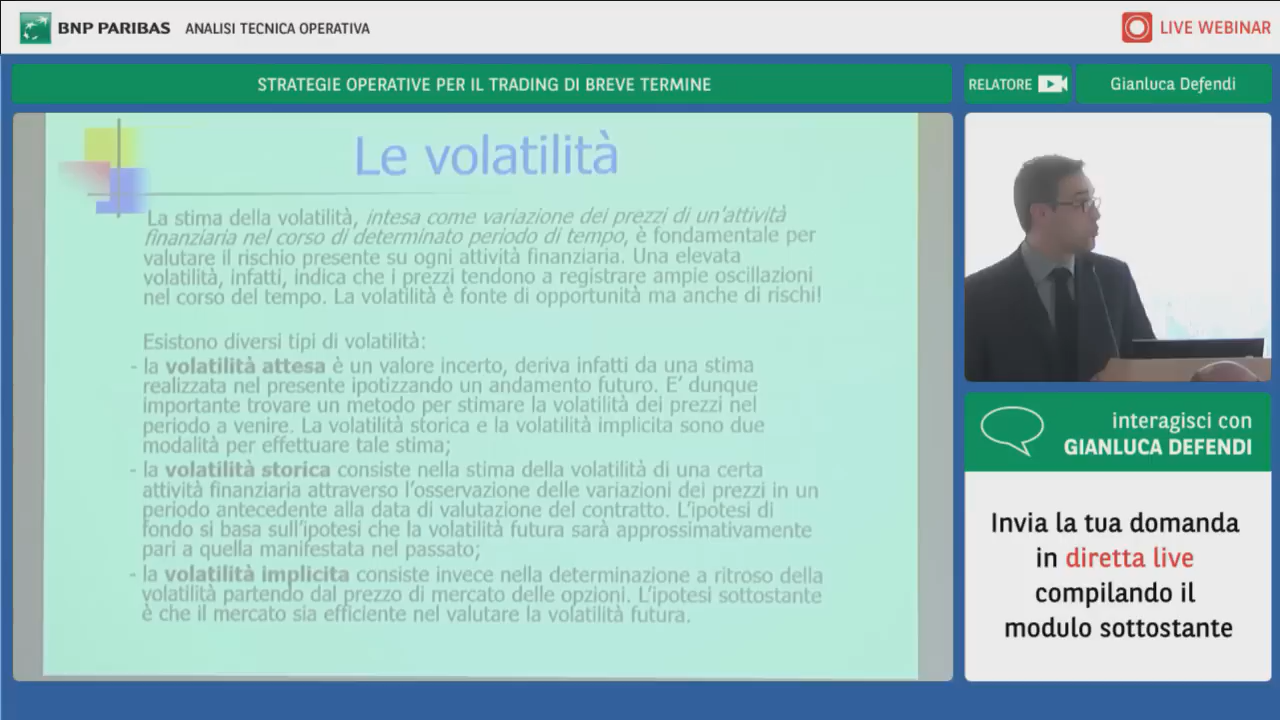 BNP PARIBAS ANALISI TECNICA OPERATIVA
LIVE WEBINAR
STRATEGIE OPERATIVE PER IL TRADING DI BREVE TERMINE
RELATORE
Gianluca Defendi
Le volatilità
La stima della volatilità, intesa come variazione dei prezzi di un'attività
finanziaria nel corso di determinato periodo di tempo, è fondamentale per
valutare il rischio presente su ogni attività finanziaria. Una elevata
volatilità, infatti, indica che i prezzi tendono a registrare ampie oscillazioni
nel corso del tempo. La volatilità è fonte di opportunità ma anche di rischi!
Esistono diversi tipi di volatilità:
- la volatilità attesa è un valore incerto, deriva infatti da una stima
realizzata nel presente ipotizzando un andamento futuro. E' dunque
importante trovare un metodo per stimare la volatilità dei prezzi nel
periodo a venire. La volatilità storica e la volatilità implicita sono due
modalità per effettuare tale stima;
- la volatilità storica consiste nella stima della volatilità di una certa
attività finanziaria attraverso l'osservazione delle variazioni dei prezzi in un
periodo antecedente alla data di valutazione del contratto. L'ipotesi di
fondo si basa sull'ipotesi che la volatilità futura sarà approssimativamente
pari a quella manifestata nel passato;
- la volatilità implicita consiste invece nella determinazione a ritroso della
volatilità partendo dal prezzo di mercato delle opzioni. L'ipotesi sottostante
è che il mercato sia efficiente nel valutare la volatilità futura.
interagisci con
GIANLUCA DEFENDI
Invia la tua domanda
in diretta live
compilando il
modulo sottostante